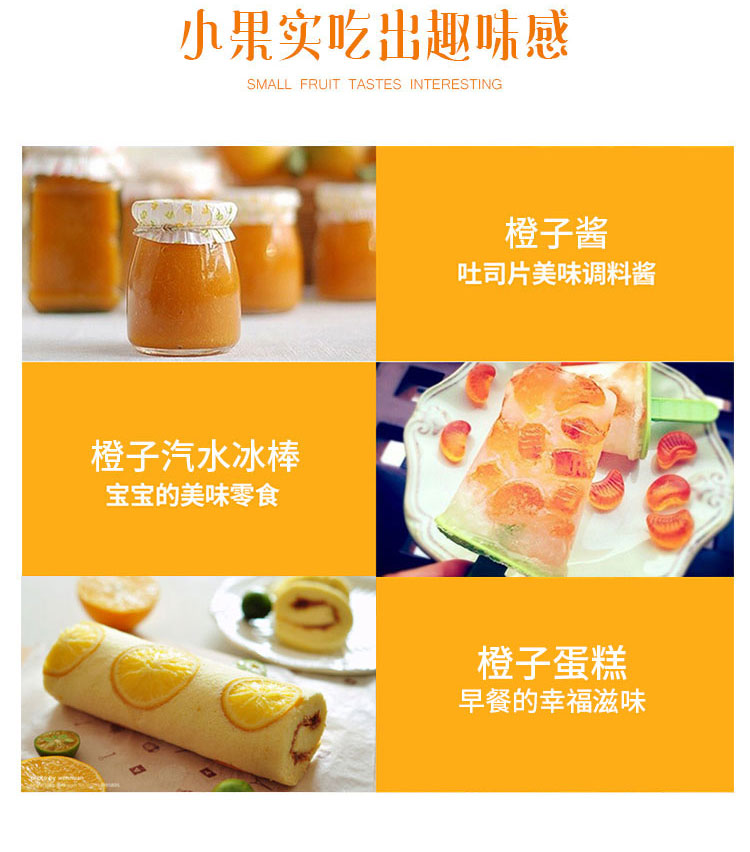 小果实吃出趣味感
SMALL FRUIT TASTES INTERESTING
橙子酱
吐司片美味调料酱
橙子汽水冰棒
宝宝的美味零食
橙子蛋糕
早餐的幸福滋味